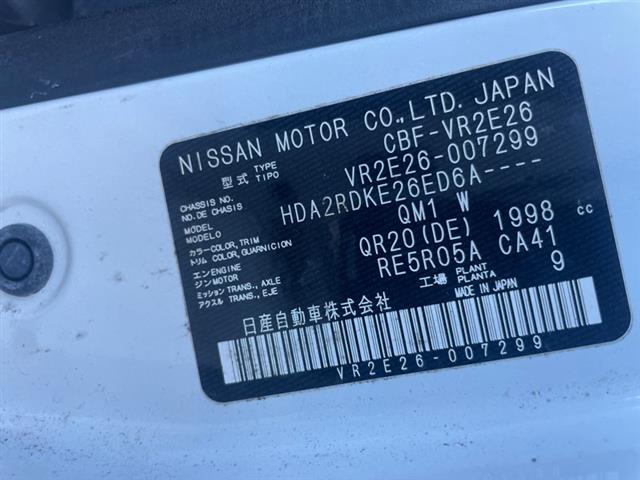 NISSAN MOTOR CO.,LTD. JAPAN
型式 TYPE TIPO CBF-VR2E26
CHASSIS NO. NO. DE CHASIS VR2E26-007299
MODEL MODELO HDA2RDKE26ED6A----
カラー COLOR, TRIM トリム COLOR, GUARNICION QM1 W
エンジン ENGINE MOTOR QR20(DE) 1998 cc
ミッション TRANS., AXLE アクスル TRANS., EJE RE5R05A CA41
工場 PLANT PLANTA 9
日産自動車株式会社 MADE IN JAPAN
VR2E26-007299